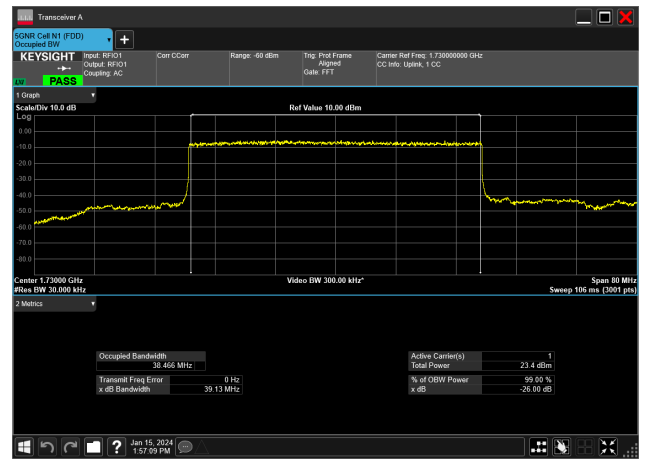 Transceiver A
5GNR Cell N1 (FDD)
Occupied BW
KEYSIGHT
LW
PASS
Input: RFIO1
Output: RFIO1
Coupling: AC
Corr CCorr
Range: -60 dBm
Trig: Prot Frame
Aligned
Gate: FFT
Carrier Ref Freq: 1.730000000 GHz
CC Info: Uplink, 1 CC
1 Graph
Scale/Div 10.0 dB
Ref Value 10.00 dBm
Log
0.00
-10.0
-20.0
-30.0
-40.0
-50.0
-60.0
-70.0
-80.0
Center 1.73000 GHz
Video BW 300.00 kHz*
Span 80 MHz
#Res BW 30.000 kHz
Sweep 106 ms (3001 pts)
2 Metrics
Occupied Bandwidth
38.466 MHz
Transmit Freq Error 0 Hz
x dB Bandwidth 39.13 MHz
Active Carrier(s) 1
Total Power 23.4 dBm
% of OBW Power 99.00 %
x dB -26.00 dB
?
Jan 15, 2024
1:57:09 PM